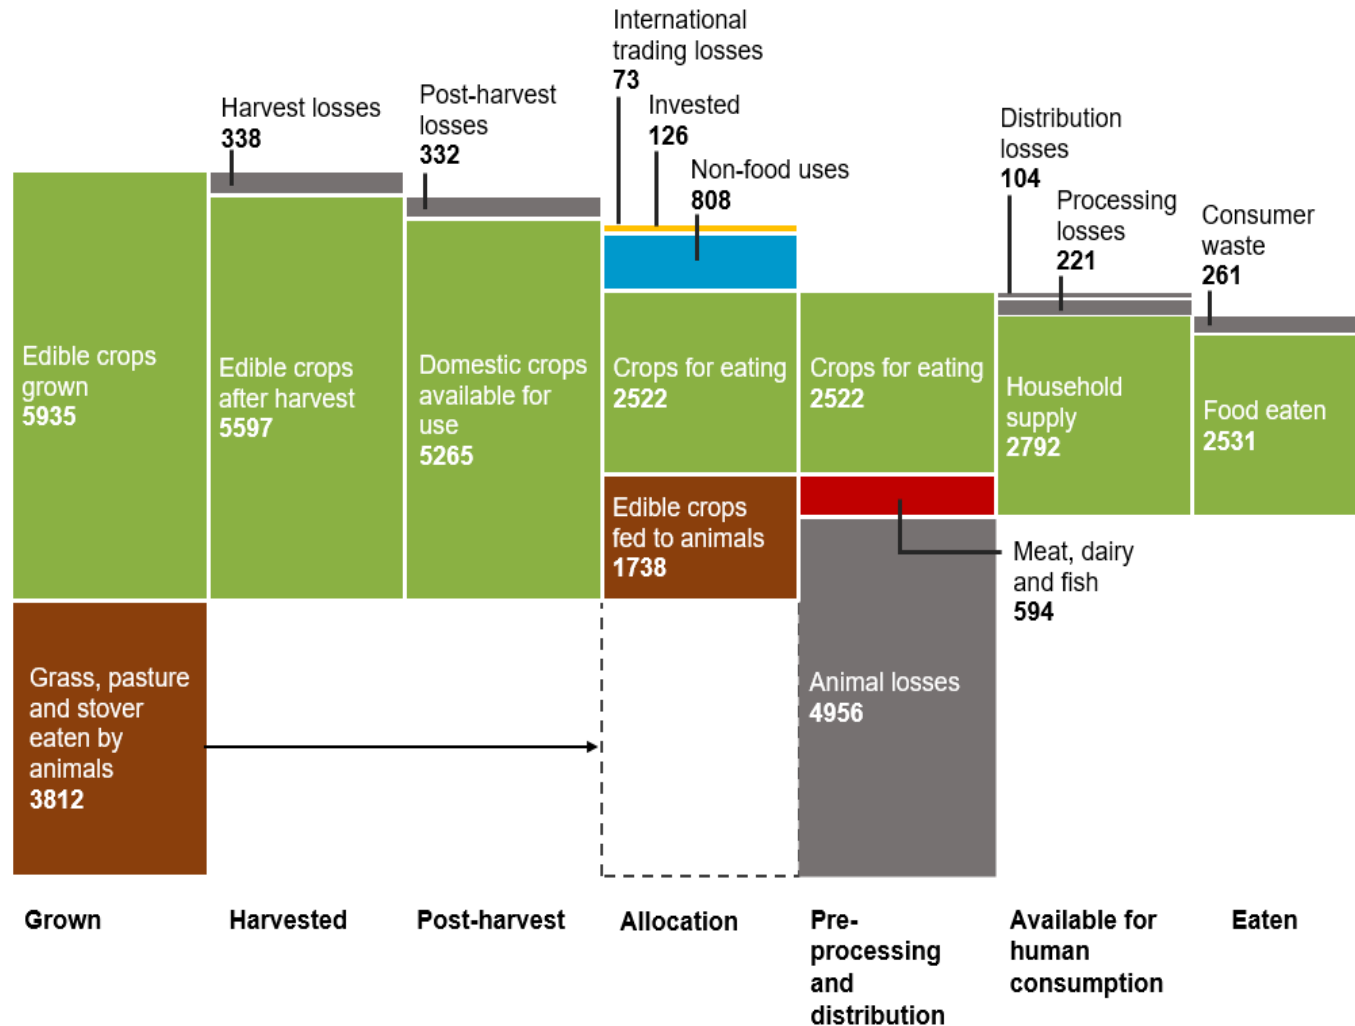 International
trading losses
73
Invested
126
Non-food uses
808
Harvest losses
338
Post-harvest
losses
332
Distribution
losses
104
Processing
losses
221
Consumer
waste
261
Edible crops
grown
5935
Edible crops
after harvest
5597
Domestic crops
available for
use
5265
Crops for eating
2522
Crops for eating
2522
Household
supply
2792
Food eaten
2531
Edible crops
fed to animals
1738
Meat, dairy
and fish
594
Grass, pasture
and stover
eaten by
animals
3812
Animal losses
4956
Grown
Harvested
Post-harvest
Allocation
Pre-
processing
and
distribution
Available for
human
consumption
Eaten